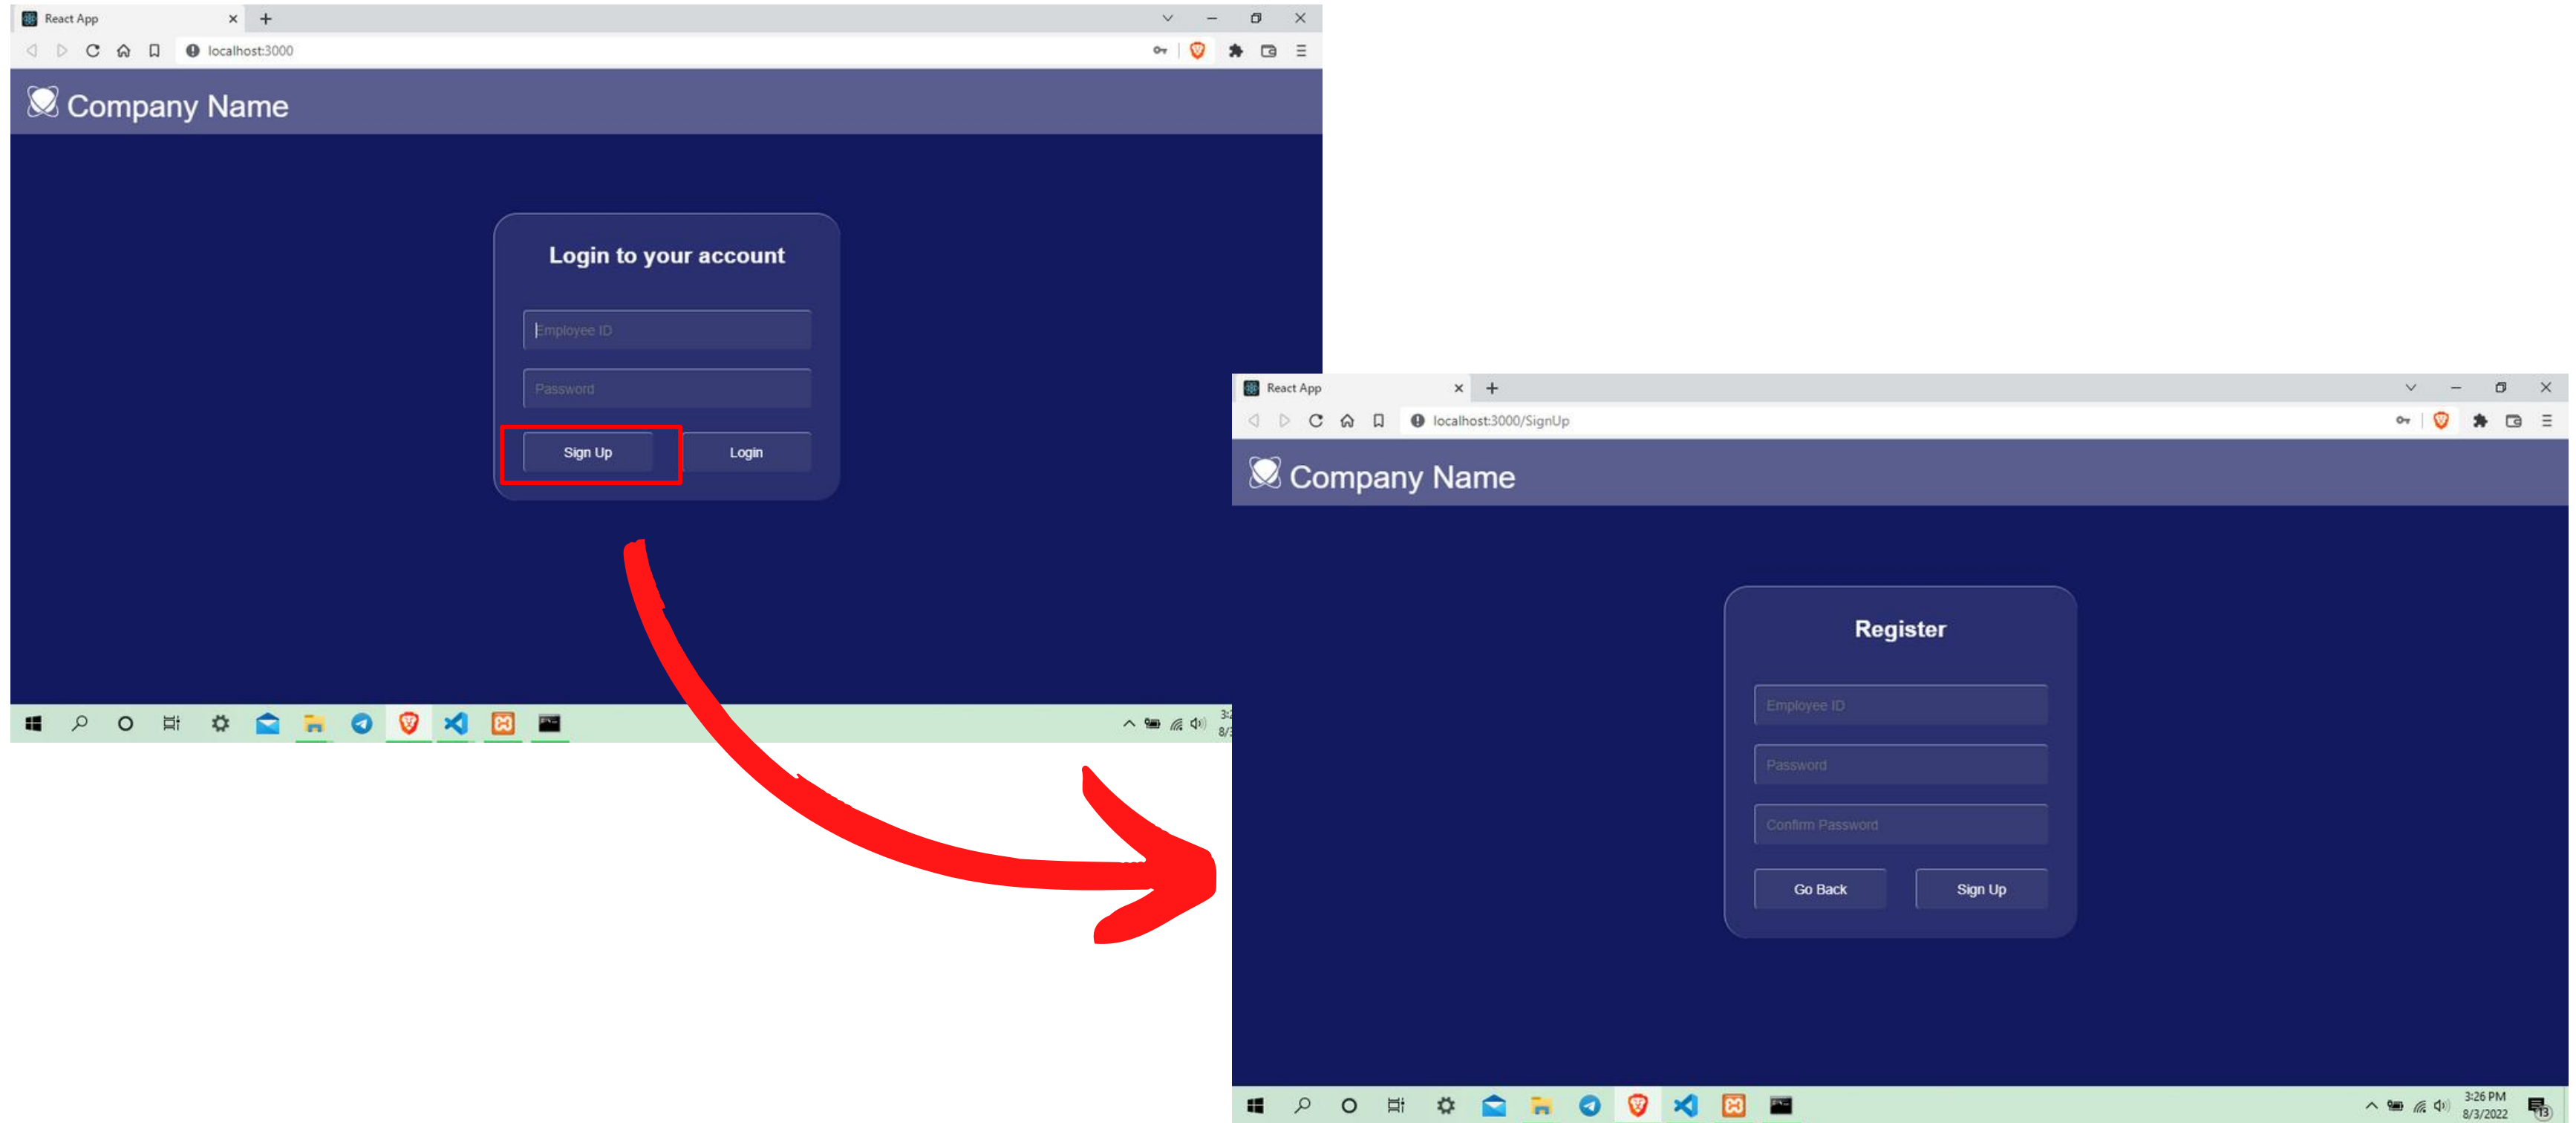 React App
localhost:3000
Company Name
Login to your account
Employee ID
Password
Sign Up
Login
React App
localhost:3000/SignUp
Company Name
Register
Employee ID
Password
Confirm Password
Go Back
Sign Up
3:26 PM
8/3/2022
13